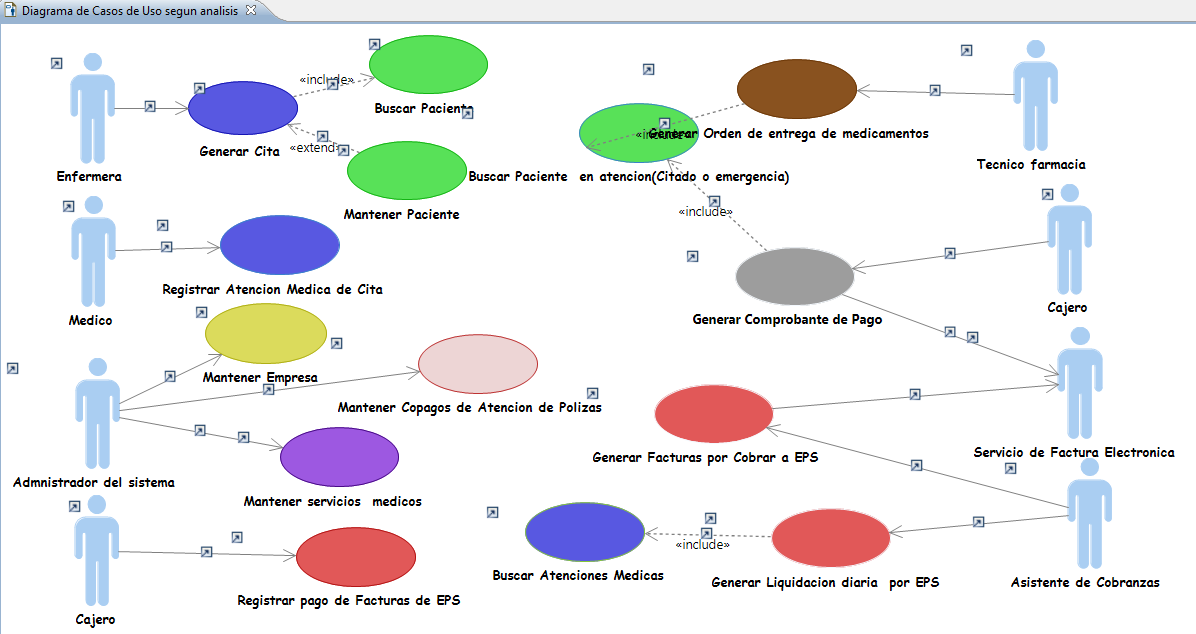 Diagrama de Casos de Uso segun analisis
«include»
Buscar Paciente
Generar Cita
«extend»
Enfermera
Mantener Paciente
«include»
Generar Orden de entrega de medicamentos
Tecnico farmacia
Buscar Paciente en atencion(Citado o emergencia)
«include»
Registrar Atencion Medica de Cita
Medico
Generar Comprobante de Pago
Cajero
Mantener Empresa
Mantener Copagos de Atencion de Polizas
Admnistrador del sistema
Mantener servicios medicos
Generar Facturas por Cobrar a EPS
Servicio de Factura Electronica
«include»
Buscar Atenciones Medicas
Generar Liquidacion diaria por EPS
Asistente de Cobranzas
Registrar pago de Facturas de EPS
Cajero